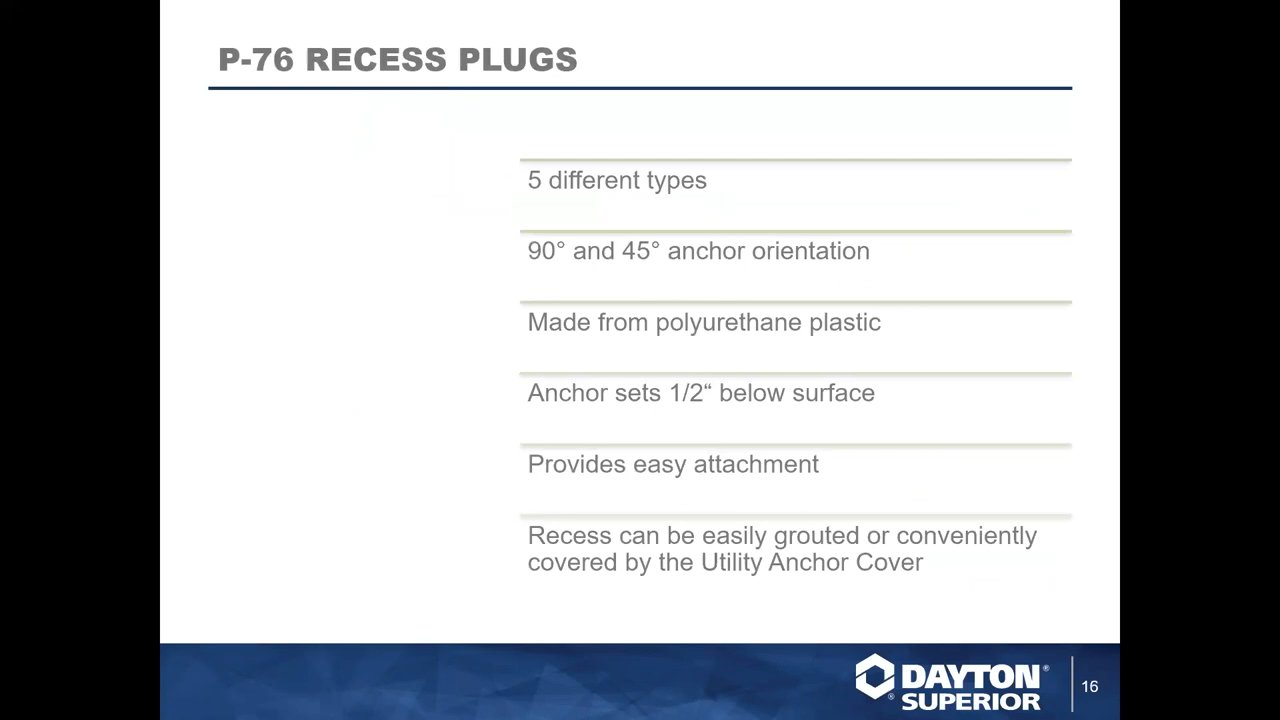 P-76 RECESS PLUGS
5 different types
90° and 45° anchor orientation
Made from polyurethane plastic
Anchor sets 1/2“ below surface
Provides easy attachment
Recess can be easily grouted or conveniently
covered by the Utility Anchor Cover
DAYTON®
®SUPERIOR
16